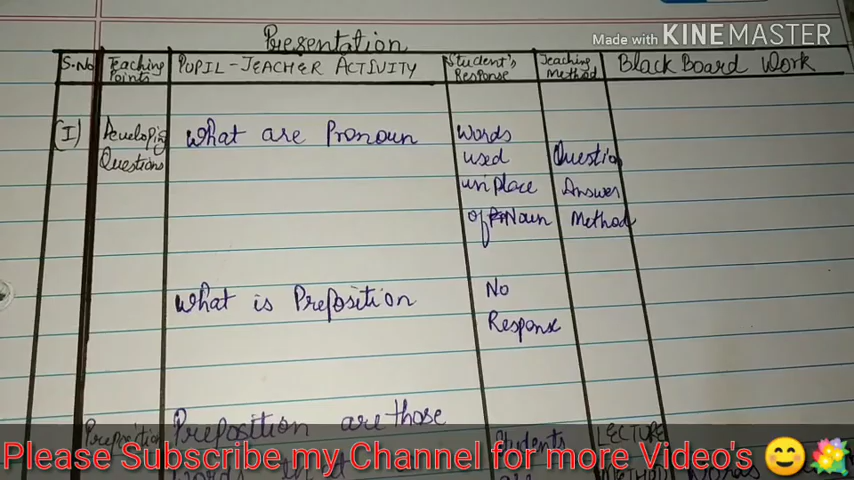 Made with KINEMASTER
Presentation
S.No
Teaching Points
PUPIL-TEACHER ACTIVITY
Student's Response
Teaching Method
Black Board Work
(I)
Developing Questions
What are Pronoun
Words
used
in place
of Noun
Question
Answer
Method
What is Preposition
No
Response
Preposition
Preposition are those
Students
LECTURE
Please Subscribe my Channel for more Video's 😊💐